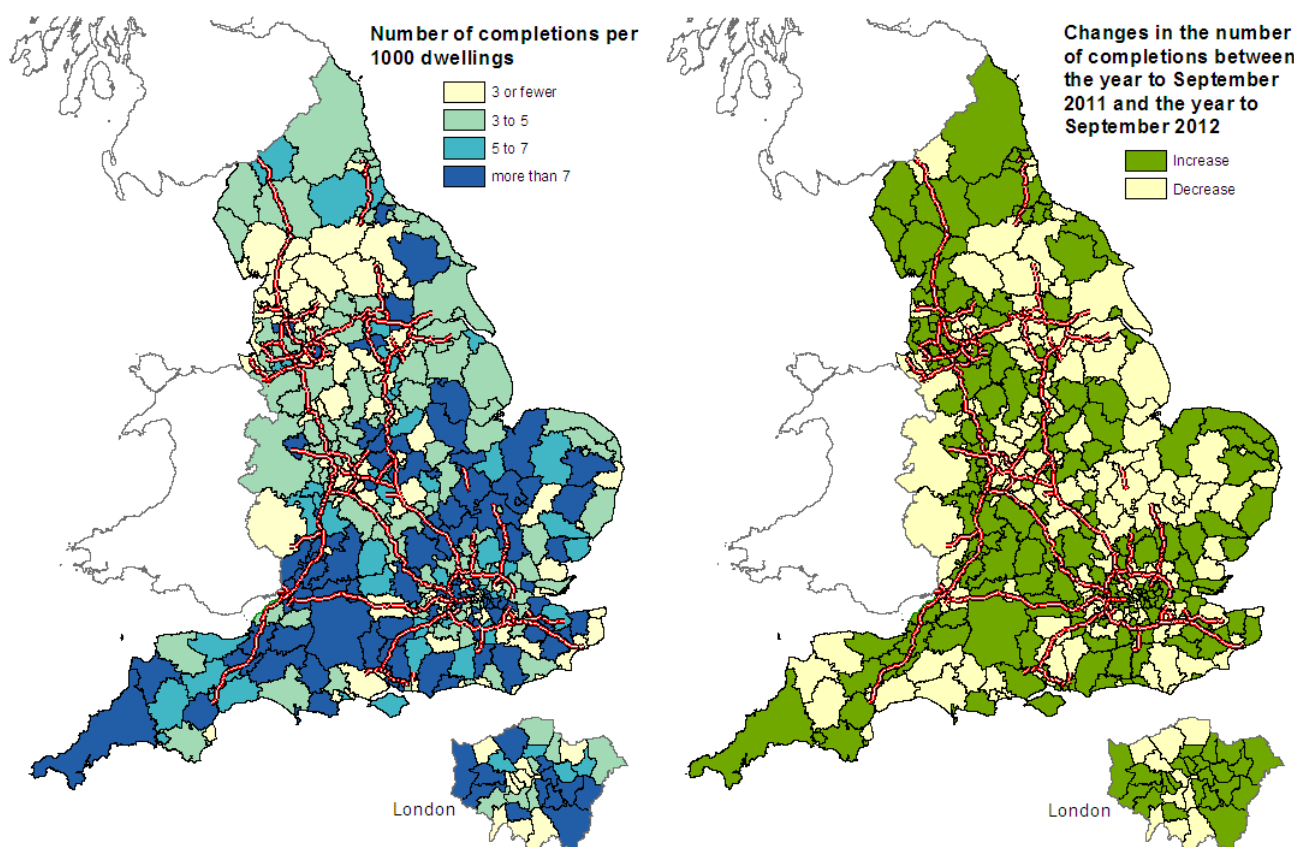 Number of completions per
1000 dwellings
3 or fewer
3 to 5
5 to 7
more than 7
London
Changes in the number
of completions between
the year to September
2011 and the year to
September 2012
Increase
Decrease
London